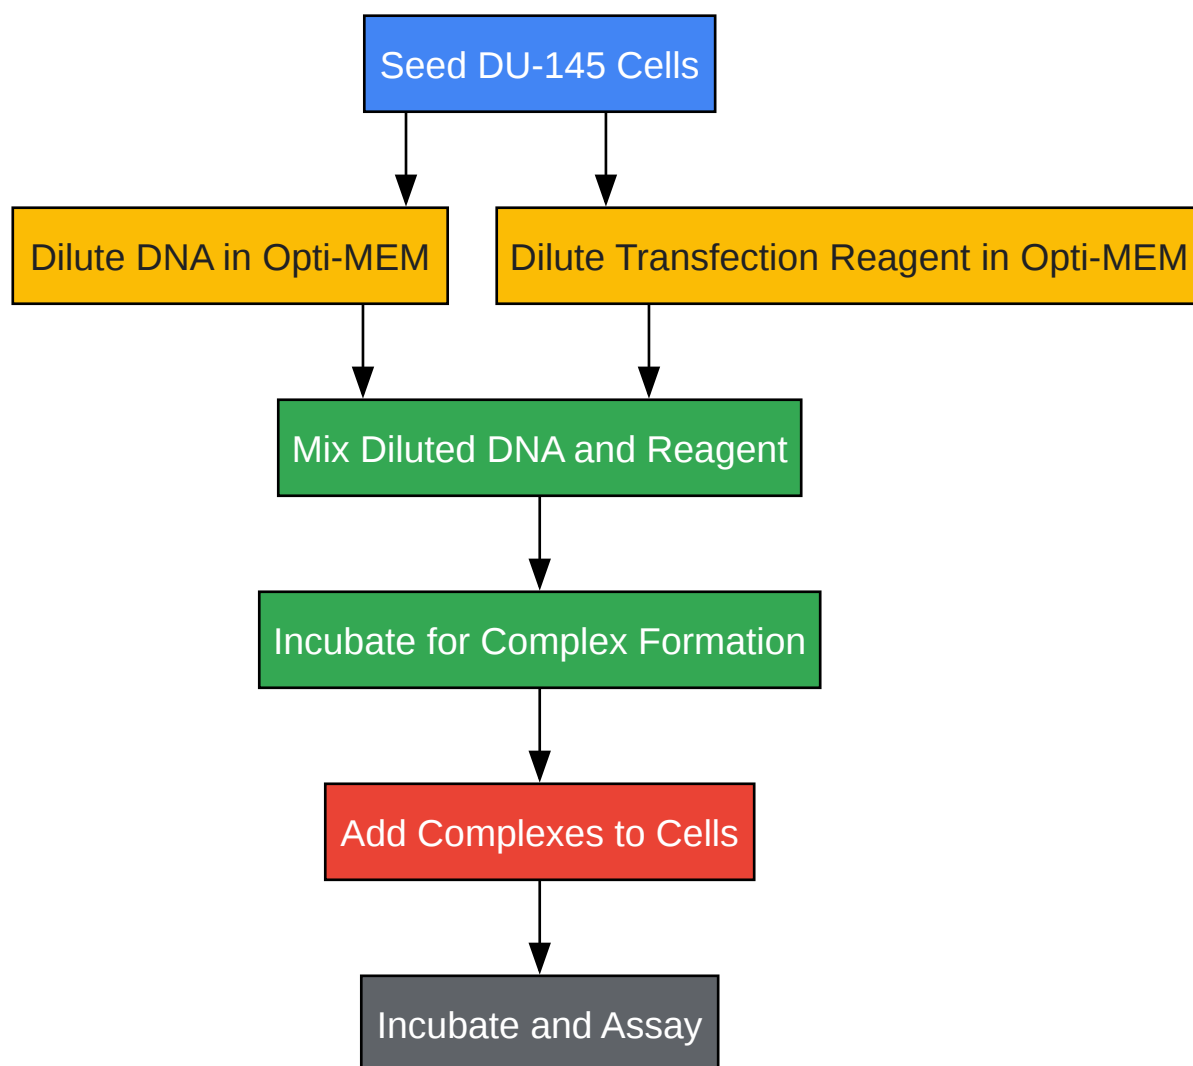 Seed DU-145 Cells
Dilute DNA in Opti-MEM
Dilute Transfection Reagent in Opti-MEM
Mix Diluted DNA and Reagent
Incubate for Complex Formation
Add Complexes to Cells
Incubate and Assay